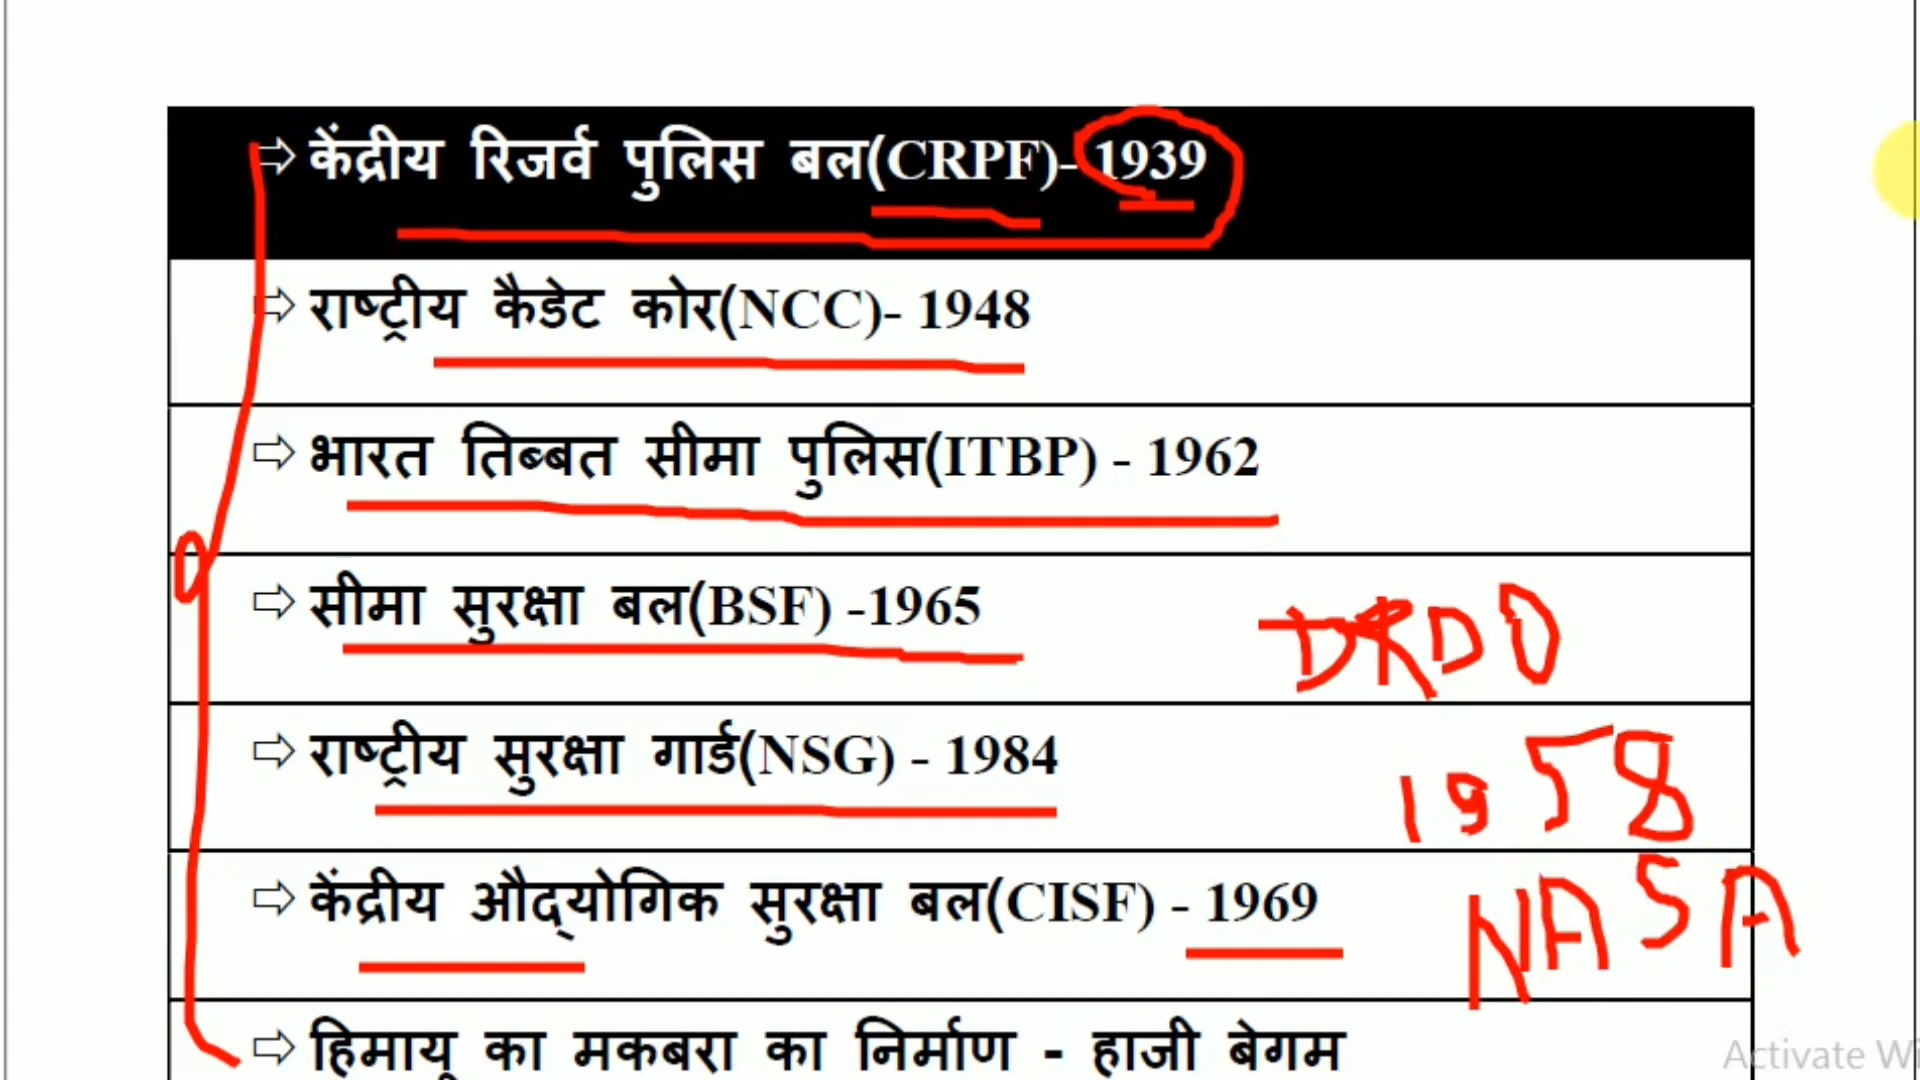 ⇨ केंद्रीय रिजर्व पुलिस बल(CRPF)- 1939
⇨ राष्ट्रीय कैडेट कोर(NCC)- 1948
⇨ भारत तिब्बत सीमा पुलिस(ITBP) - 1962
⇨ सीमा सुरक्षा बल(BSF) -1965
DRDO
⇨ राष्ट्रीय सुरक्षा गार्ड(NSG) - 1984
1958
⇨ केंद्रीय औद्योगिक सुरक्षा बल(CISF) - 1969
NASA
⇨ हिमायू का मकबरा का निर्माण - हाजी बेगम
Activate Wi